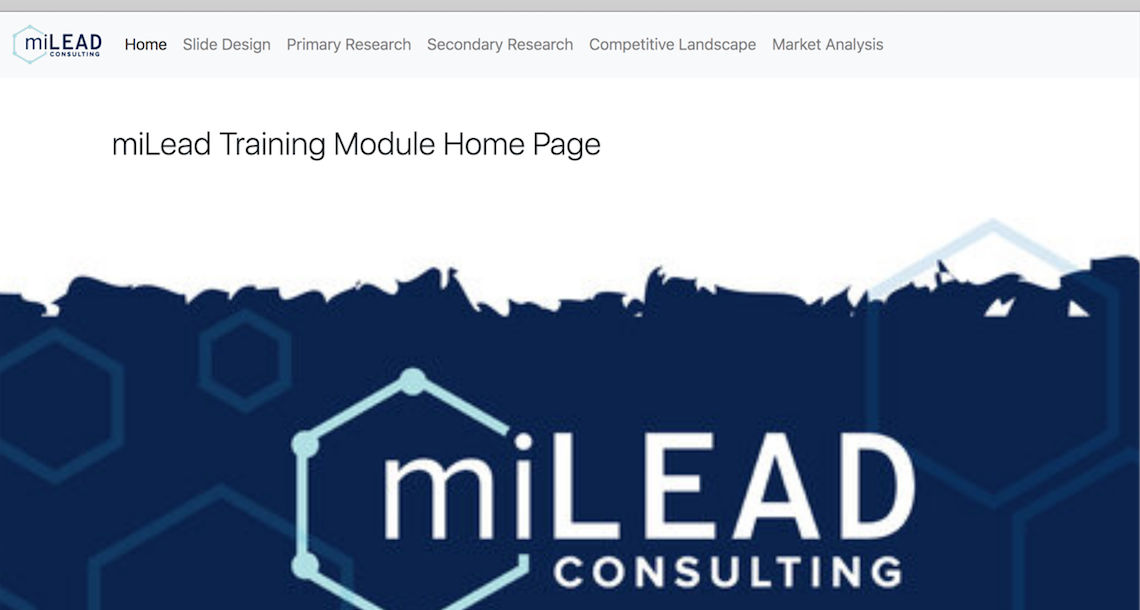 miLEAD
CONSULTING
Home Slide Design Primary Research Secondary Research Competitive Landscape Market Analysis
miLead Training Module Home Page
miLEAD
CONSULTING